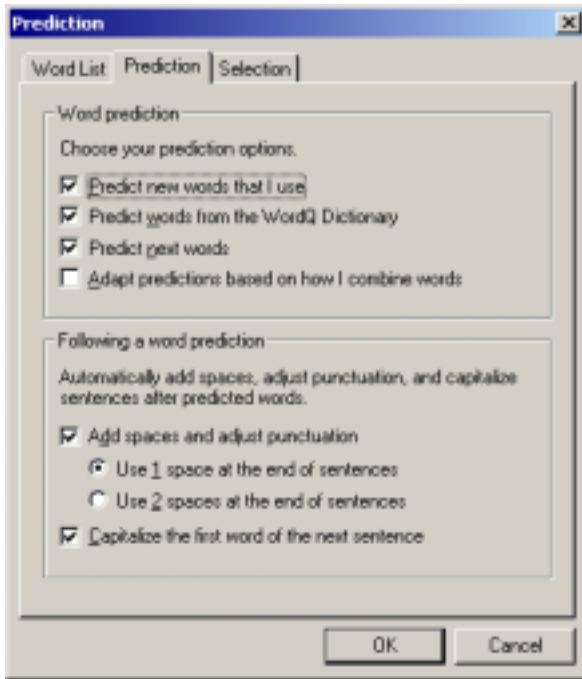 Prediction
Word List Prediction Selection
Word prediction
Choose your prediction options.
Predict new words that I use
Predict words from the WordQ Dictionary
Predict next words
Adapt predictions based on how I combine words
Following a word prediction
Automatically add spaces, adjust punctuation, and capitalize
sentences after predicted words.
Add spaces and adjust punctuation
Use 1 space at the end of sentences
Use 2 spaces at the end of sentences
Capitalize the first word of the next sentence
OK Cancel